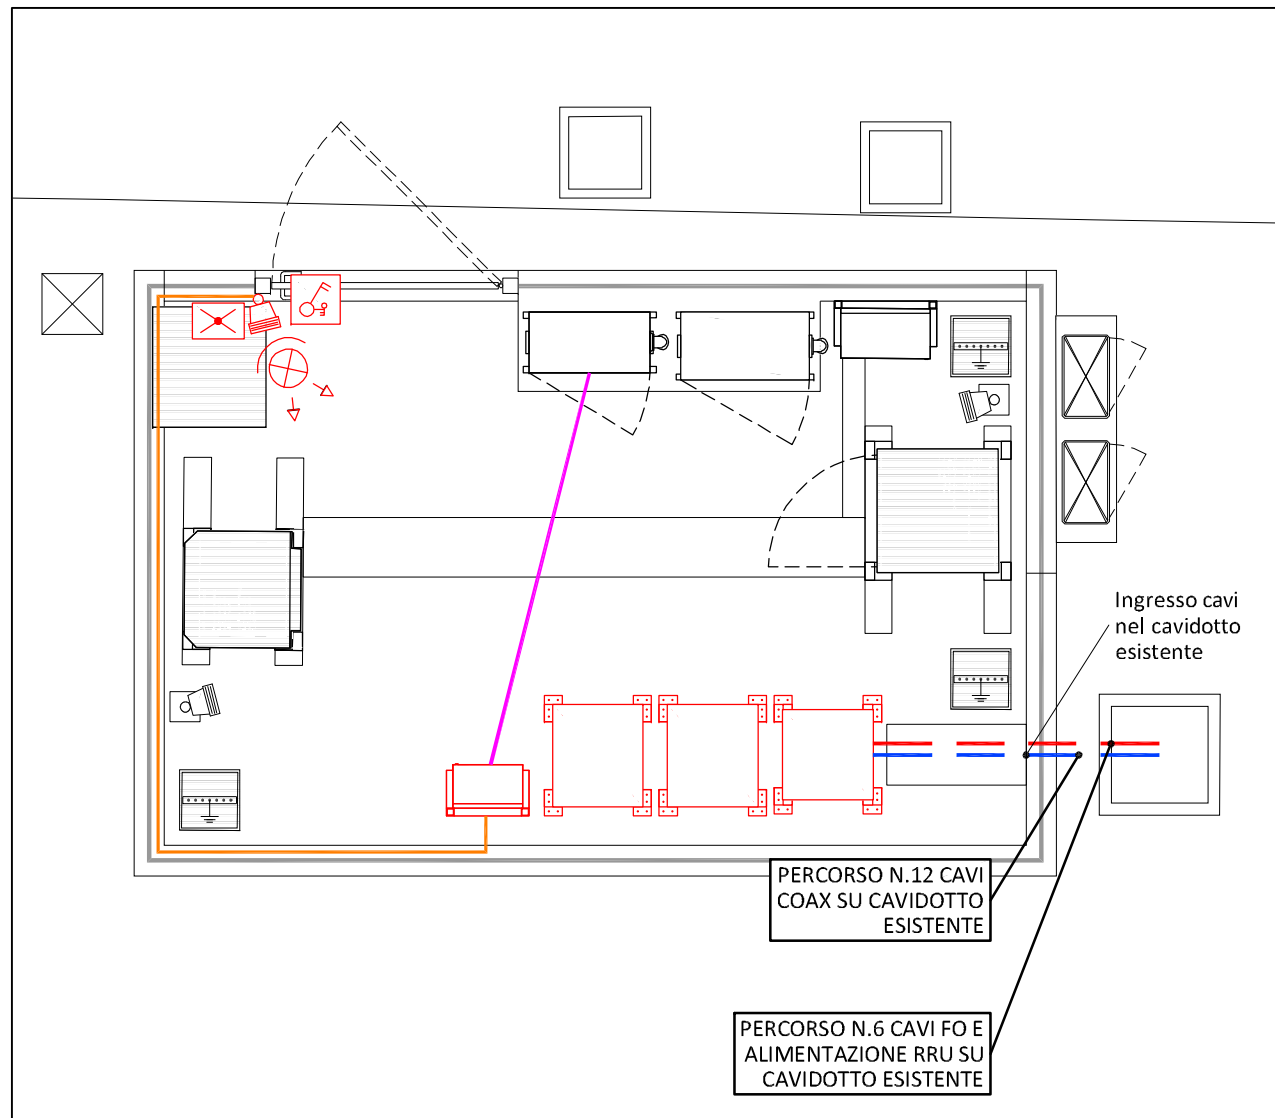 Ingresso cavi
nel cavidotto
esistente
PERCORSO N.12 CAVI
COAX SU CAVIDOTTO
ESISTENTE
PERCORSO N.6 CAVI FO E
ALIMENTAZIONE RRU SU
CAVIDOTTO ESISTENTE